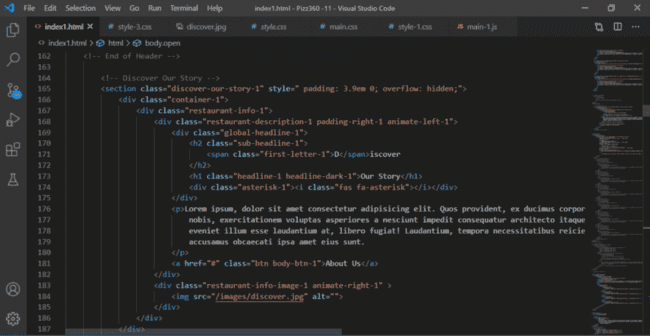 File Edit Selection View Go Run Terminal Help index1.html - Pizz360 -11 - Visual Studio Code
index1.html style-3.css discover.jpg style.css main.css style-1.css main-1.js
index1.html > html > body.open
162 <!-- End of Header -->
163
164 <!-- Discover Our Story -->
165 <section class="discover-our-story-1" style=" padding: 3.9em 0; overflow: hidden;">
166 <div class="container-1">
167 <div class="restaurant-info-1">
168 <div class="restaurant-description-1 padding-right-1 animate-left-1">
169 <div class="global-headline-1">
170 <h2 class="sub-headline-1">
171 <span class="first-letter-1">D</span>iscover
172 </h2>
173 <h1 class="headline-1 headline-dark-1">Our Story</h1>
174 <div class="asterisk-1"><i class="fas fa-asterisk"></i></div>
175 </div>
176 <p>Lorem ipsum, dolor sit amet consectetur adipisicing elit. Quos provident, ex ducimus corpor
177 nobis, exercitationem voluptas asperiores a nesciunt impedit consequatur architecto itaque
178 eveniet illum esse laudantium at, libero fugiat! Laudantium, tempora necessitatibus reicie
179 accusamus obcaecati ipsa amet eius sunt.
180 </p>
181 <a href="#" class="btn body-btn-1">About Us</a>
182 </div>
183 <div class="restaurant-info-image-1 animate-right-1" >
184 <img src="/images/discover.jpg" alt="">
185 </div>
186 </div>
187 </div>